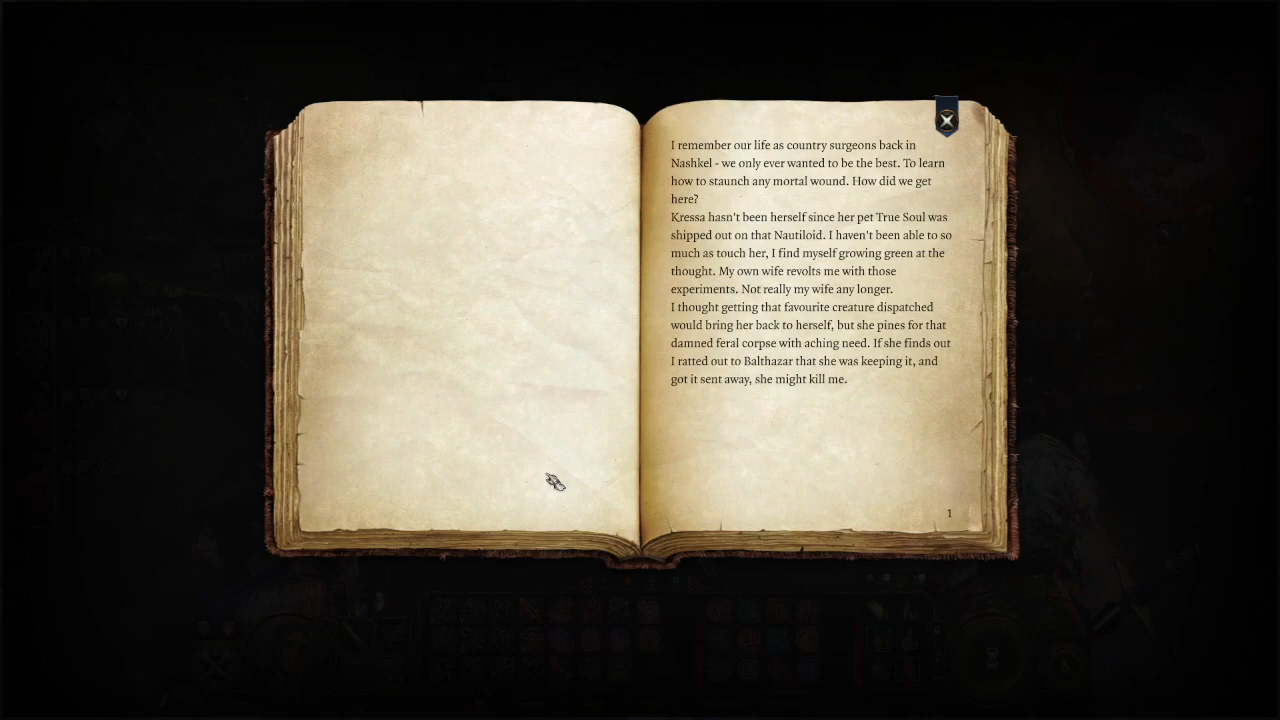 I remember our life as country surgeons back in
Nashkel - we only ever wanted to be the best. To learn
how to staunch any mortal wound. How did we get
here?
Kressa hasn't been herself since her pet True Soul was
shipped out on that Nautiloid. I haven't been able to so
much as touch her, I find myself growing green at the
thought. My own wife revolts me with those
experiments. Not really my wife any longer.
I thought getting that favourite creature dispatched
would bring her back to herself, but she pines for that
damned feral corpse with aching need. If she finds out
I ratted out to Balthazar that she was keeping it, and
got it sent away, she might kill me.
1